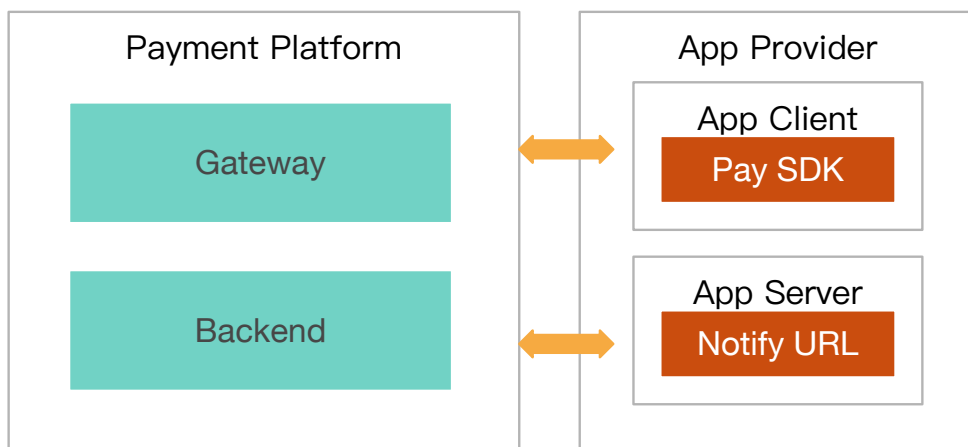 Payment Platform
Gateway
Backend
App Provider
App Client
Pay SDK
App Server
Notify URL